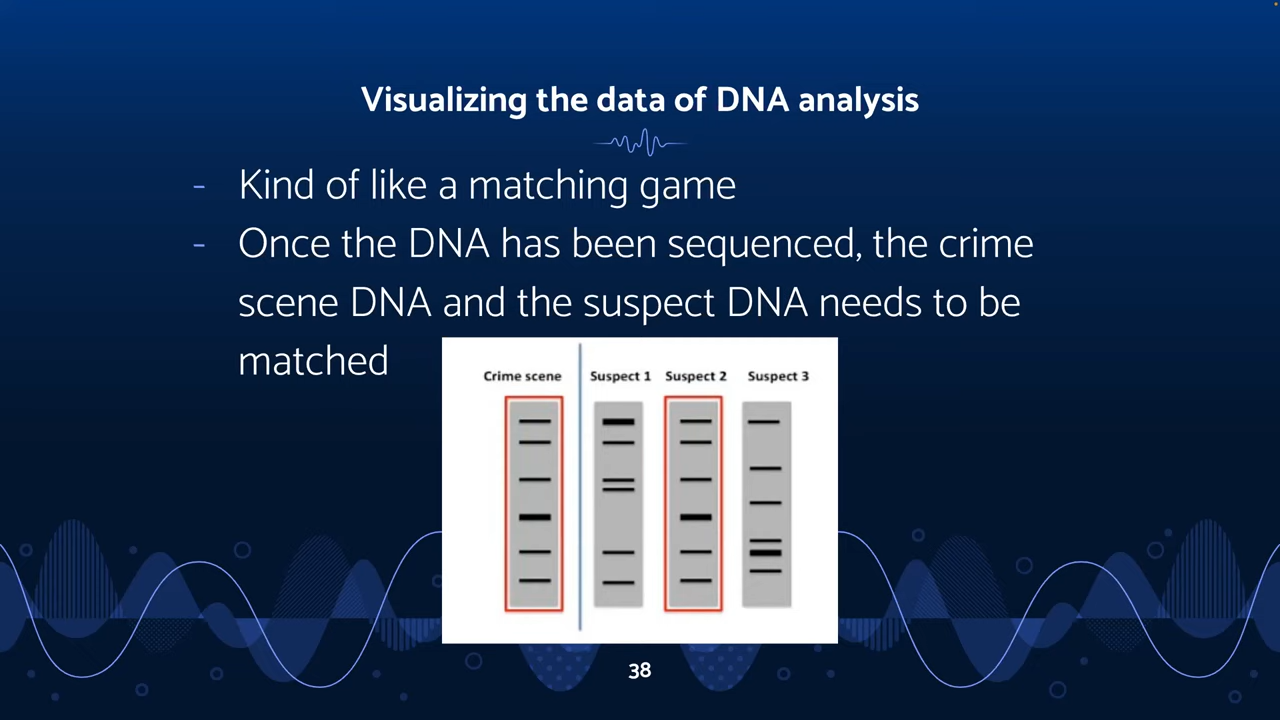 Visualizing the data of DNA analysis
- Kind of like a matching game
- Once the DNA has been sequenced, the crime
scene DNA and the suspect DNA needs to be
matched
Crime scene Suspect 1 Suspect 2 Suspect 3
38